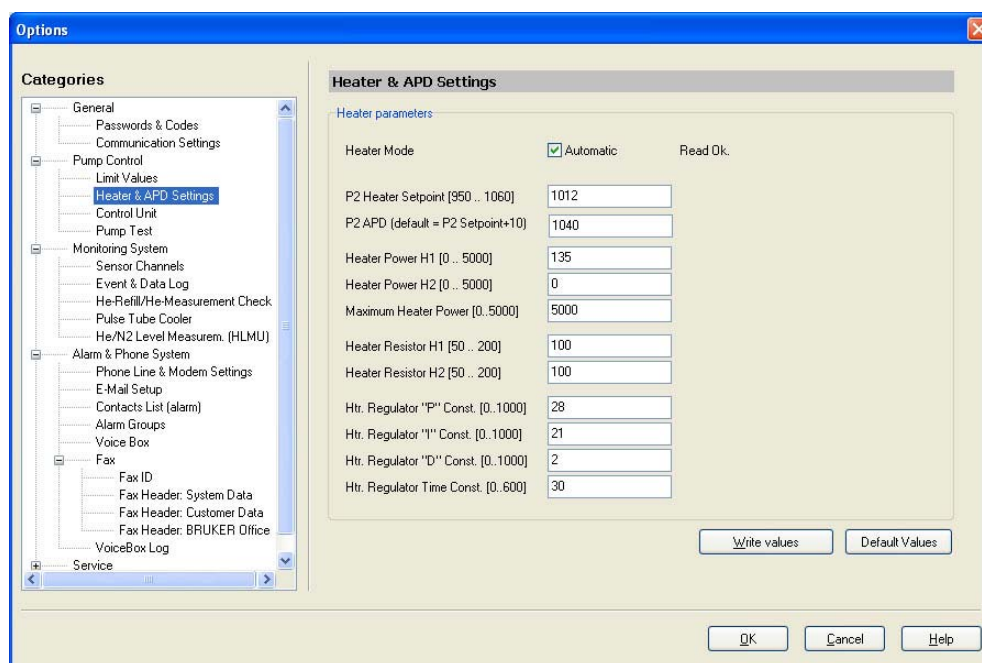 Options
Categories
General
Passwords & Codes
Communication Settings
Pump Control
Limit Values
Heater & APD Settings
Control Unit
Pump Test
Monitoring System
Sensor Channels
Event & Data Log
He-Refill/He-Measurement Check
Pulse Tube Cooler
He/N2 Level Measurem. (HLMU)
Alarm & Phone System
Phone Line & Modem Settings
E-Mail Setup
Contacts List (alarm)
Alarm Groups
Voice Box
Fax
Fax ID
Fax Header: System Data
Fax Header: Customer Data
Fax Header: BRUKER Office
VoiceBox Log
Service
Heater & APD Settings
Heater parameters
Heater Mode Automatic Read Ok.
P2 Heater Setpoint [950 .. 1060] 1012
P2 APD (default = P2 Setpoint+10) 1040
Heater Power H1 [0 .. 5000] 135
Heater Power H2 [0 .. 5000] 0
Maximum Heater Power [0..5000] 5000
Heater Resistor H1 [50 .. 200] 100
Heater Resistor H2 [50 .. 200] 100
Htr. Regulator "P" Const. [0..1000] 28
Htr. Regulator "I" Const. [0..1000] 21
Htr. Regulator "D" Const. [0..1000] 2
Htr. Regulator Time Const. [0..600] 30
Write values Default Values
OK Cancel Help